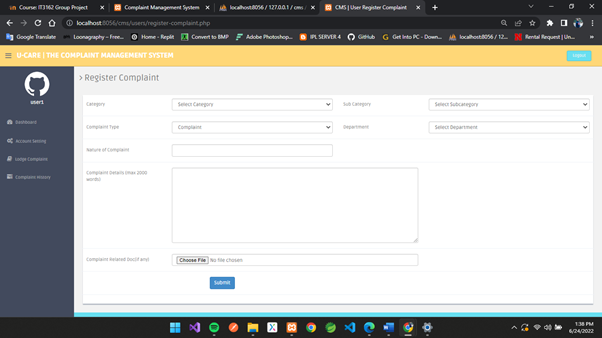 Course: IT3162 Group Project
Complaint Management System
localhost:8056 / 127.0.0.1 / cms /
CMS | User Register Complaint
localhost:8056/cms/users/register-complaint.php
Google Translate
Loonagraphy – Free...
Home - Replit
Convert to BMP
Adobe Photoshop...
IPL SERVER 4
GitHub
Get Into PC - Down...
localhost:8056 / 12...
Rental Request | Un...
U-CARE | THE COMPLAINT MANAGEMENT SYSTEM
user1
Dashboard
Account Setting
Lodge Complaint
Complaint History
> Register Complaint
Category
Select Category
Sub Category
Select Subcategory
Complaint Type
Complaint
Department
Select Department
Nature of Complaint
Complaint Details (max 2000
words)
Complaint Related Doc(if any)
Choose File No file chosen
Submit
1:38 PM
6/24/2022